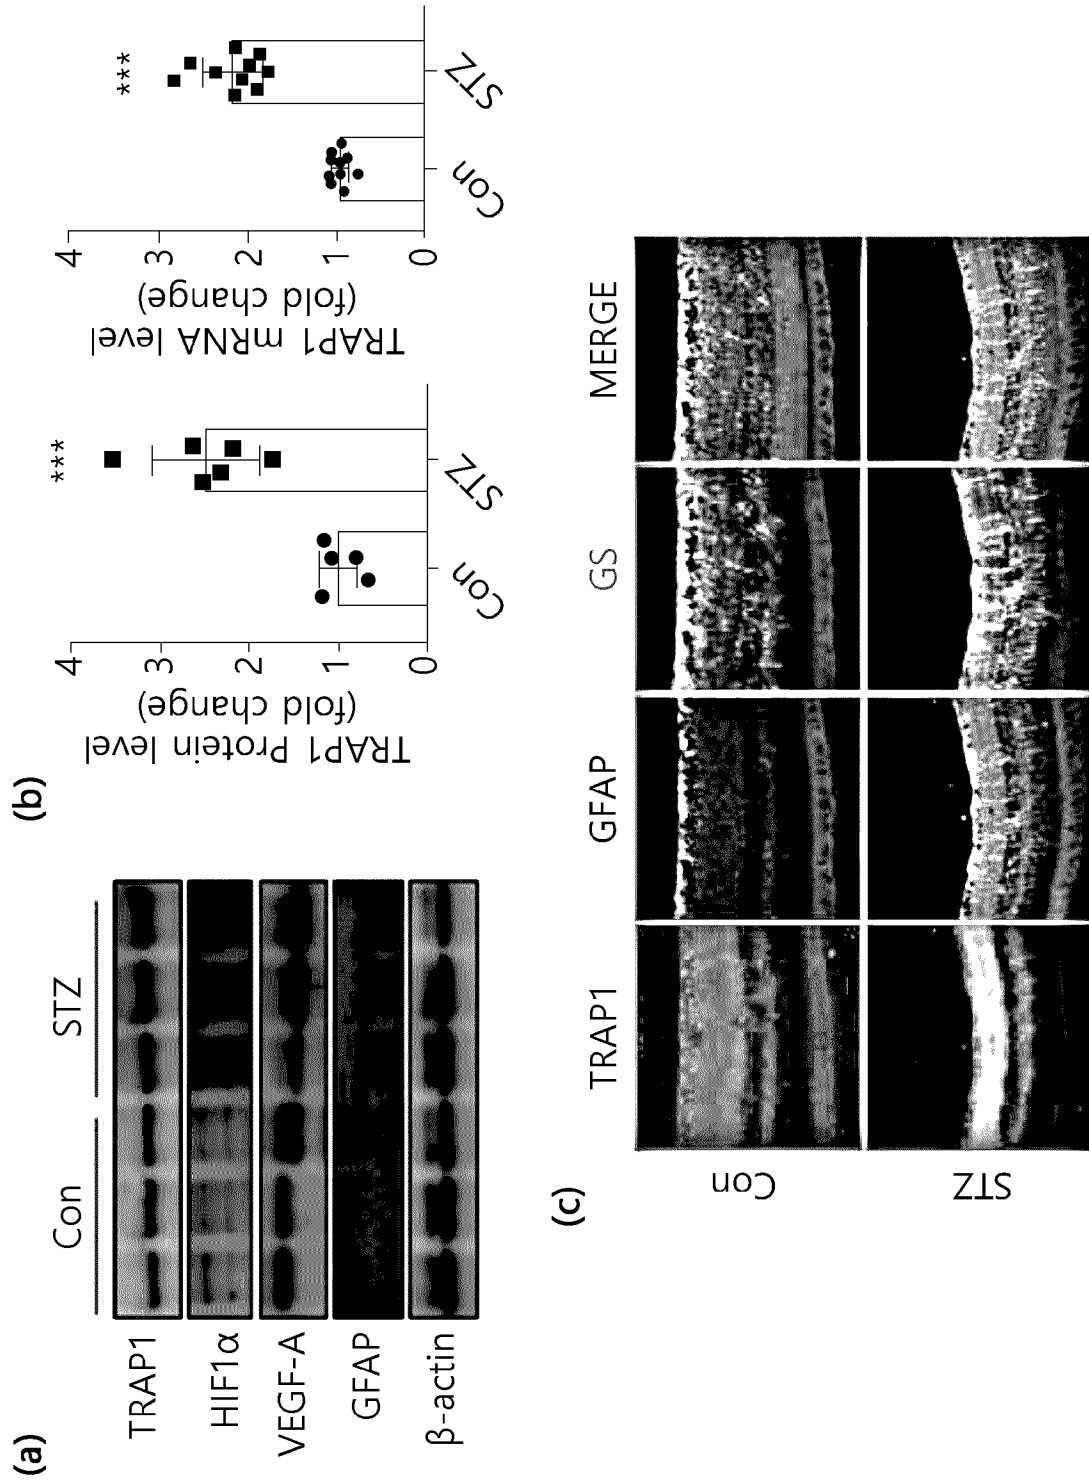 (a)
Con STZ
TRAP1
HIF1α
VEGF-A
GFAP
β-actin
(b)
TRAP1 Protein level
(fold change)
4
3
2
1
0
***
Con STZ
TRAP1 mRNA level
(fold change)
4
3
2
1
0
***
Con STZ
(c)
TRAP1 GFAP GS MERGE
Con
STZ